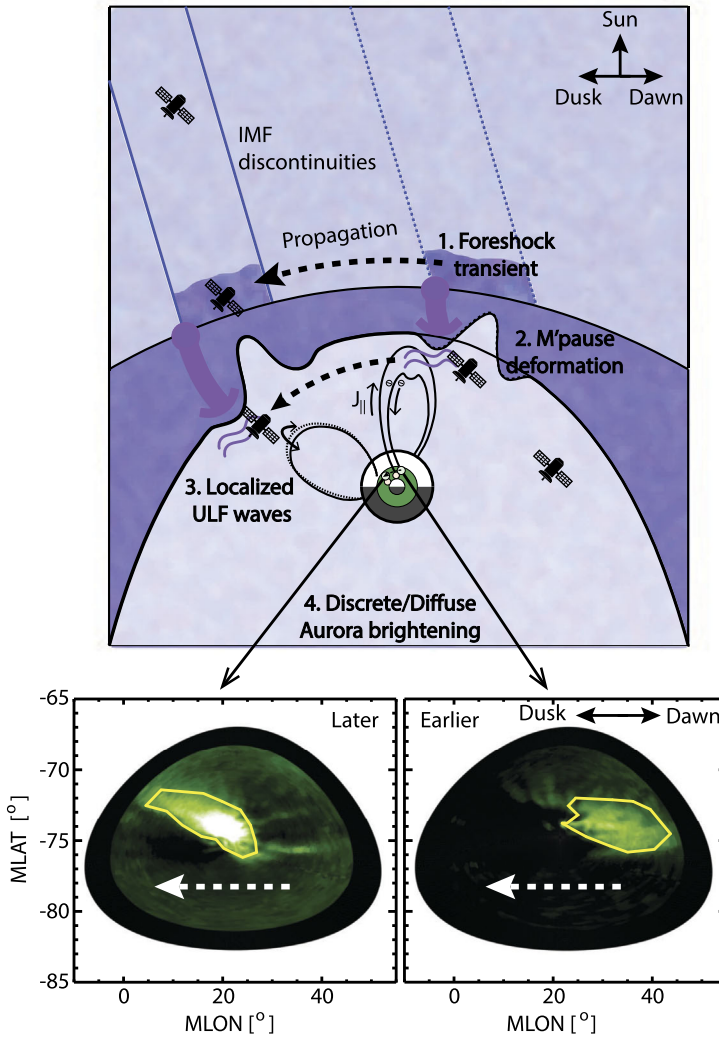 Sun
Dusk Dawn
IMF
discontinuities
Propagation
1. Foreshock
transient
2. M'pause
deformation
J||
⊖ ⊖
3. Localized
ULF waves
4. Discrete/Diffuse
Aurora brightening
Later
Earlier
Dusk Dawn
-65
-70
-75
-80
-85
MLAT [°]
0 20 40
MLON [°]
0 20 40
MLON [°]